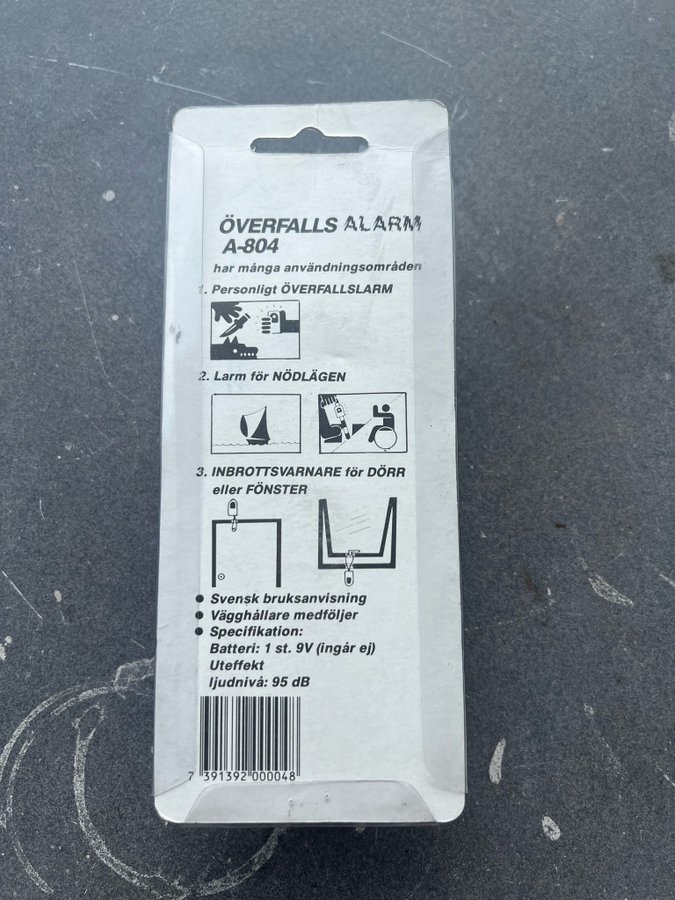 ÖVERFALLS ALARM
A-804
har många användningsområden
1. Personligt ÖVERFALLSLARM
2. Larm för NÖDLÄGEN
3. INBROTTSVARNARE för DÖRR
eller FÖNSTER
• Svensk bruksanvisning
• Vägghållare medföljer
• Specifikation:
Batteri: 1 st. 9V (ingår ej)
Uteffekt
ljudnivå: 95 dB
7 391392 000048